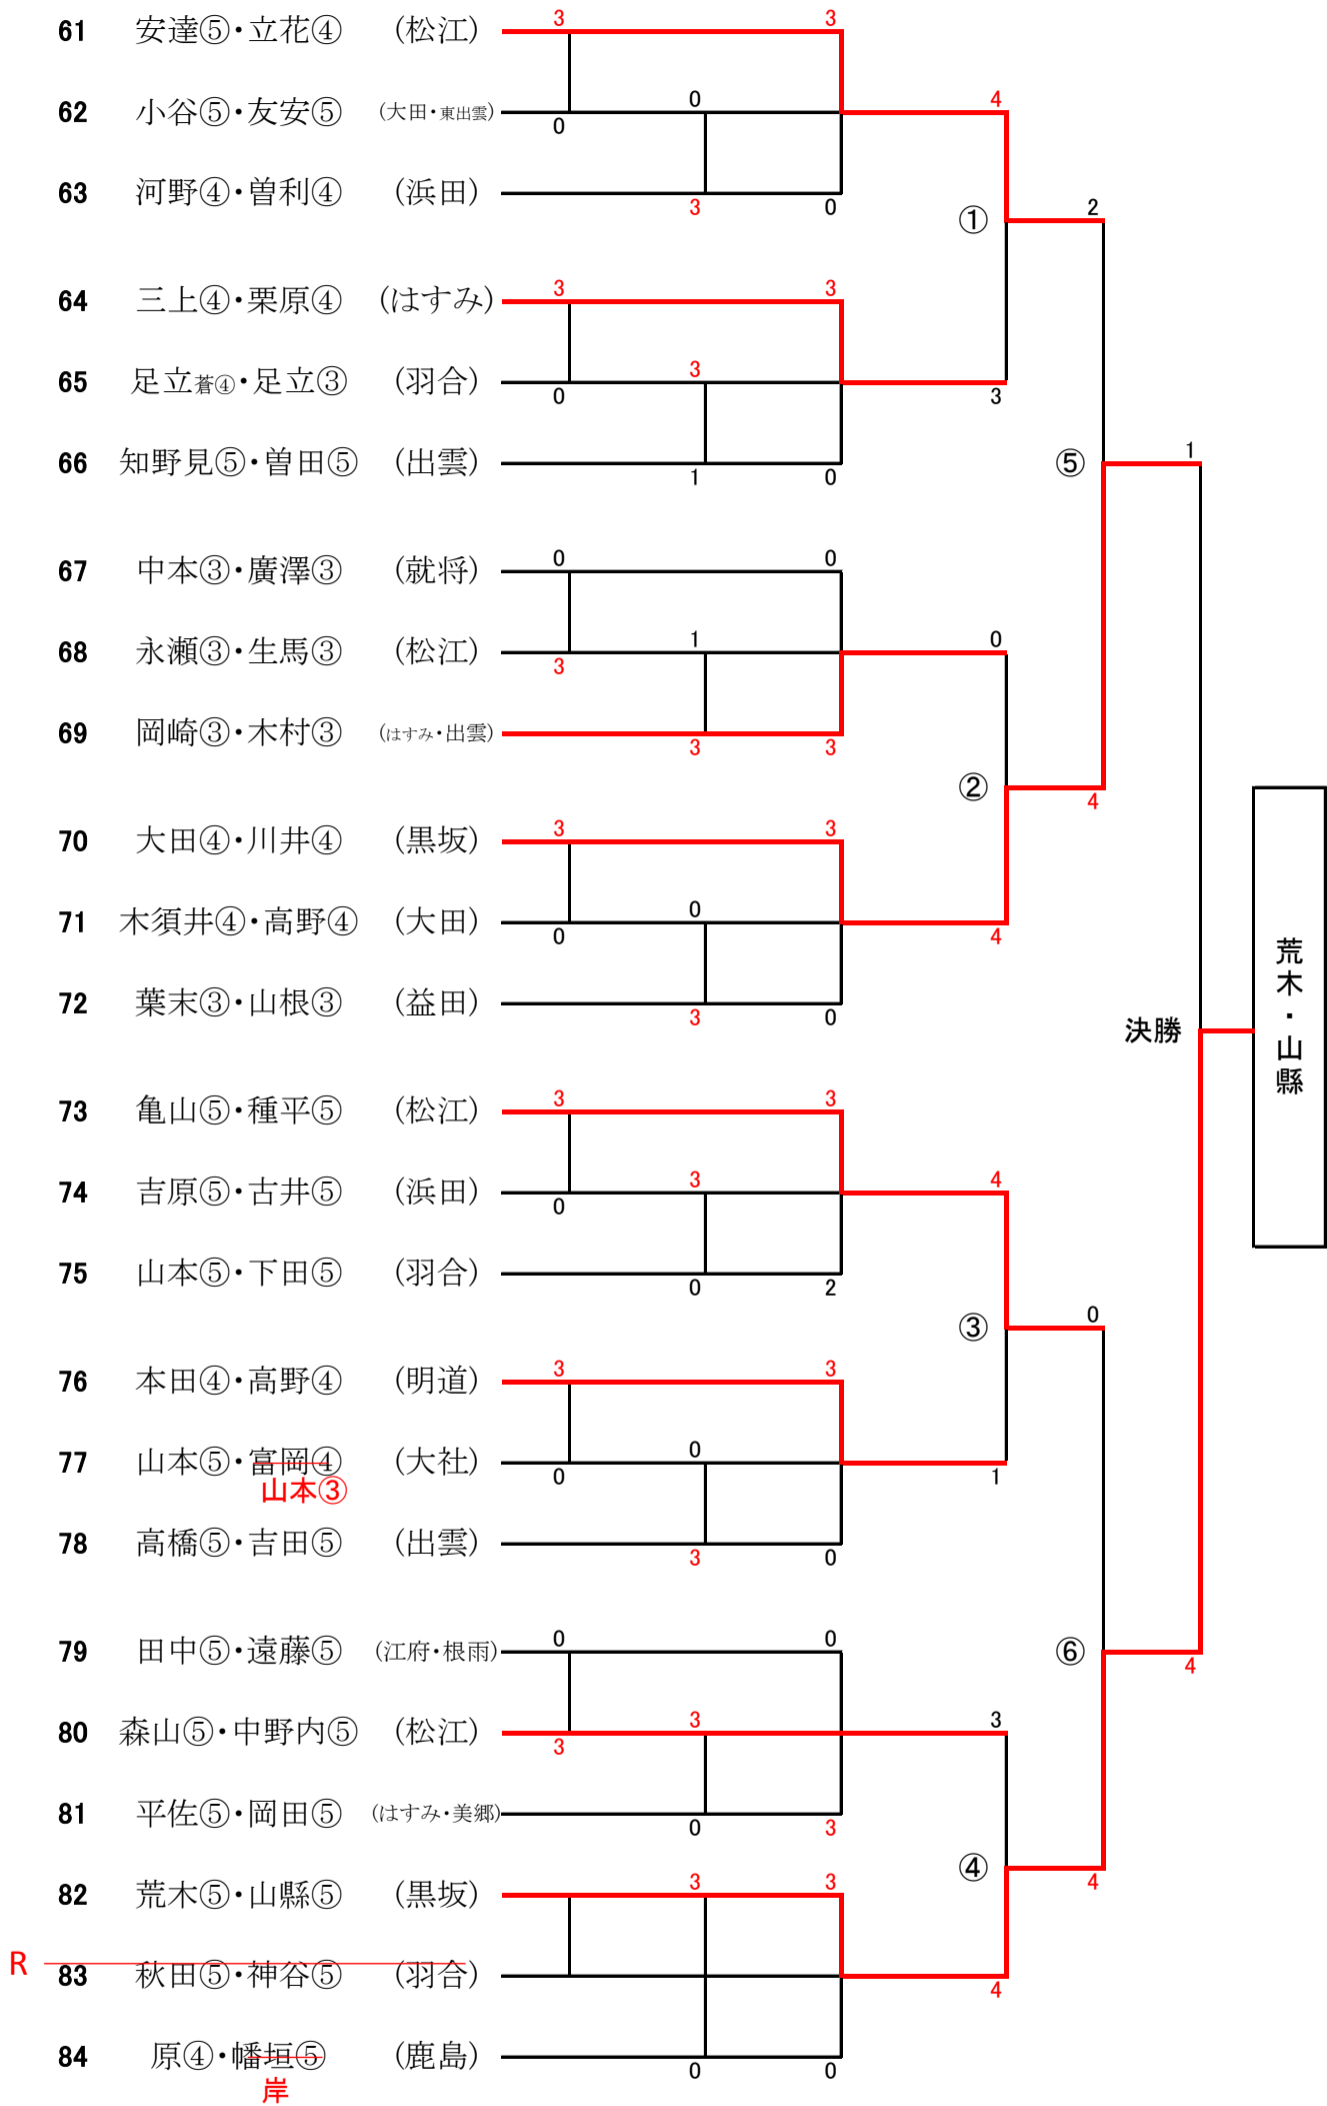 61 安達⑤・立花④ (松江) 3 3
62 小谷⑤・友安⑤ (大田・東出雲) 0 0 4
63 河野④・曽利④ (浜田) 3 0
① 2
64 三上④・栗原④ (はすみ) 3 3
65 足立蒼④・足立③ (羽合) 0 3 3
66 知野見⑤・曽田⑤ (出雲) 1 0
⑤ 1
67 中本③・廣澤③ (就将) 0 0
68 永瀬③・生馬③ (松江) 3 1 0
69 岡崎③・木村③ (はすみ・出雲) 3 3
② 4
70 大田④・川井④ (黒坂) 3 3
71 木須井④・高野④ (大田) 0 0 4
72 葉末③・山根③ (益田) 3 0
決勝
荒木・山縣
73 亀山⑤・種平⑤ (松江) 3 3
74 吉原⑤・古井⑤ (浜田) 0 3 4
75 山本⑤・下田⑤ (羽合) 0 2
③ 0
76 本田④・高野④ (明道) 3 3
77 山本⑤・富岡④ (大社) 0 0 1
山本③
78 高橋⑤・吉田⑤ (出雲) 3 0
79 田中⑤・遠藤⑤ (江府・根雨) 0 0
⑥ 4
80 森山⑤・中野内⑤ (松江) 3 3 3
81 平佐⑤・岡田⑤ (はすみ・美郷) 0 3
④ 4
82 荒木⑤・山縣⑤ (黒坂) 3 3
R 83 秋田⑤・神谷⑤ (羽合) 4
84 原④・幡垣⑤ (鹿島) 0 0
岸